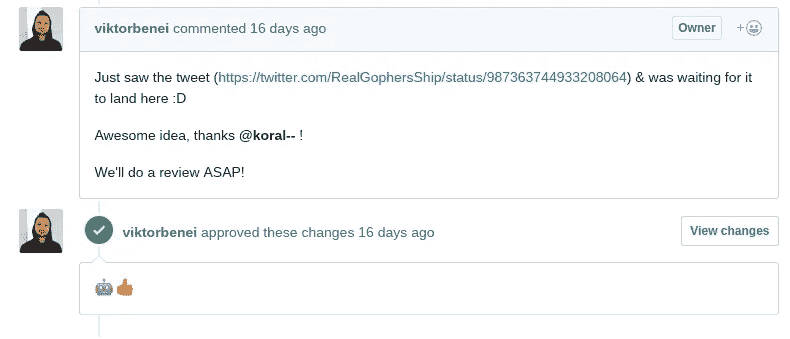 viktorbenei commented 16 days ago
Owner
Just saw the tweet (https://twitter.com/RealGophersShip/status/987363744933208064) & was waiting for it
to land here :D
Awesome idea, thanks @koral-- !
We'll do a review ASAP!
viktorbenei approved these changes 16 days ago
View changes
🤖👍🏽